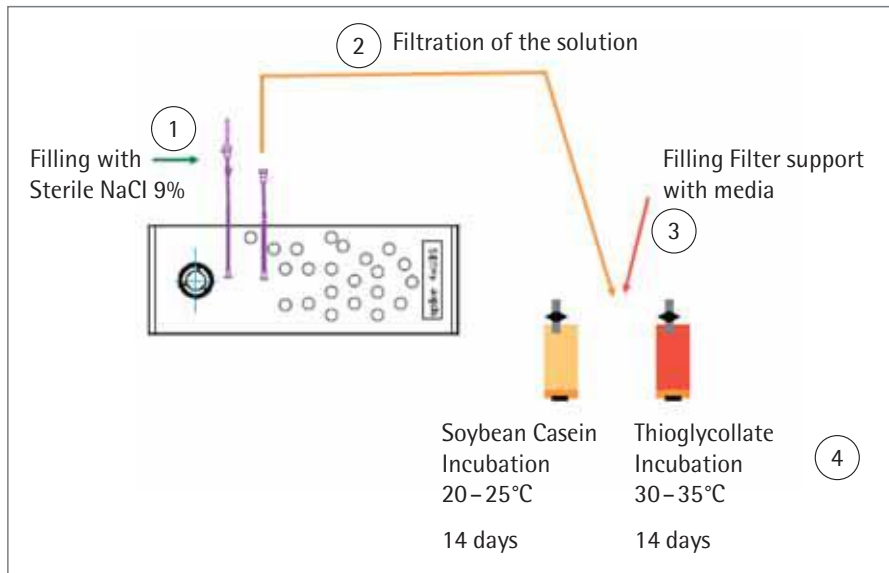 2 Filtration of the solution
1
Filling with
Sterile NaCl 9%
Filling Filter support
with media
3
Soybean Casein
Incubation
20–25°C
14 days
Thioglycollate
Incubation
30–35°C
14 days
4